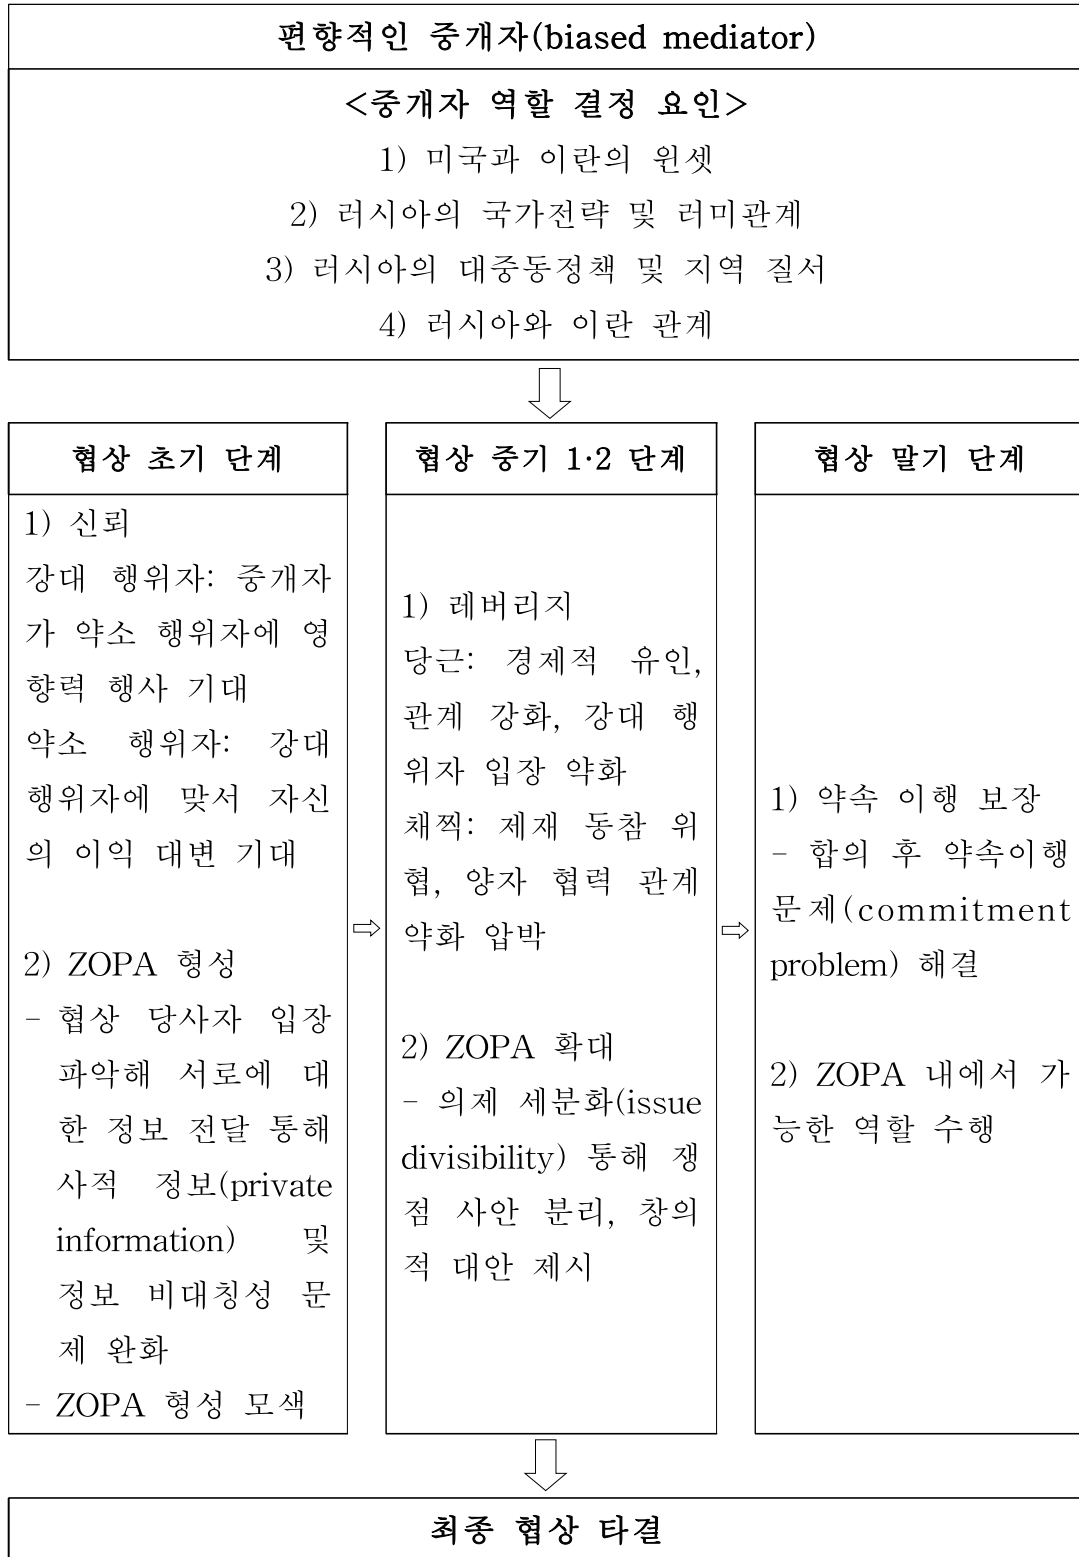 편향적인 중개자(biased mediator)
<중개자 역할 결정 요인>
1) 미국과 이란의 윈셋
2) 러시아의 국가전략 및 러미관계
3) 러시아의 대중동정책 및 지역 질서
4) 러시아와 이란 관계
협상 초기 단계
1) 신뢰
강대 행위자: 중개자
가 약소 행위자에 영
향력 행사 기대
약소 행위자: 강대
행위자에 맞서 자신
의 이익 대변 기대
2) ZOPA 형성
- 협상 당사자 입장
파악해 서로에 대
한 정보 전달 통해
사적 정보(private
information) 및
정보 비대칭성 문
제 완화
- ZOPA 형성 모색
협상 중기 1·2 단계
1) 레버리지
당근: 경제적 유인,
관계 강화, 강대 행
위자 입장 약화
채찍: 제재 동참 위
협, 양자 협력 관계
약화 압박
2) ZOPA 확대
- 의제 세분화(issue
divisibility) 통해 쟁
점 사안 분리, 창의
적 대안 제시
협상 말기 단계
1) 약속 이행 보장
- 합의 후 약속이행
문제(commitment
problem) 해결
2) ZOPA 내에서 가
능한 역할 수행
최종 협상 타결